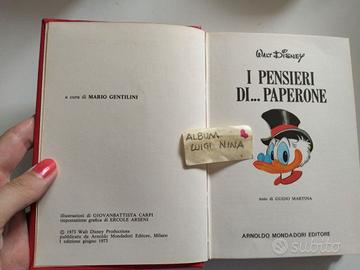 a cura di MARIO GENTILINI
illustrazioni di GIOVANBATTISTA CARPI
impostazione grafica di ERCOLE ARSENI
© 1973 Walt Disney Productions
pubblicato da Arnoldo Mondadori Editore, Milano
I edizione giugno 1973
WALT DISNEY
I PENSIERI
DI... PAPERONE
ALBUM
LUIGI NINA
testo di GUIDO MARTINA
ARNOLDO MONDADORI EDITORE
subito